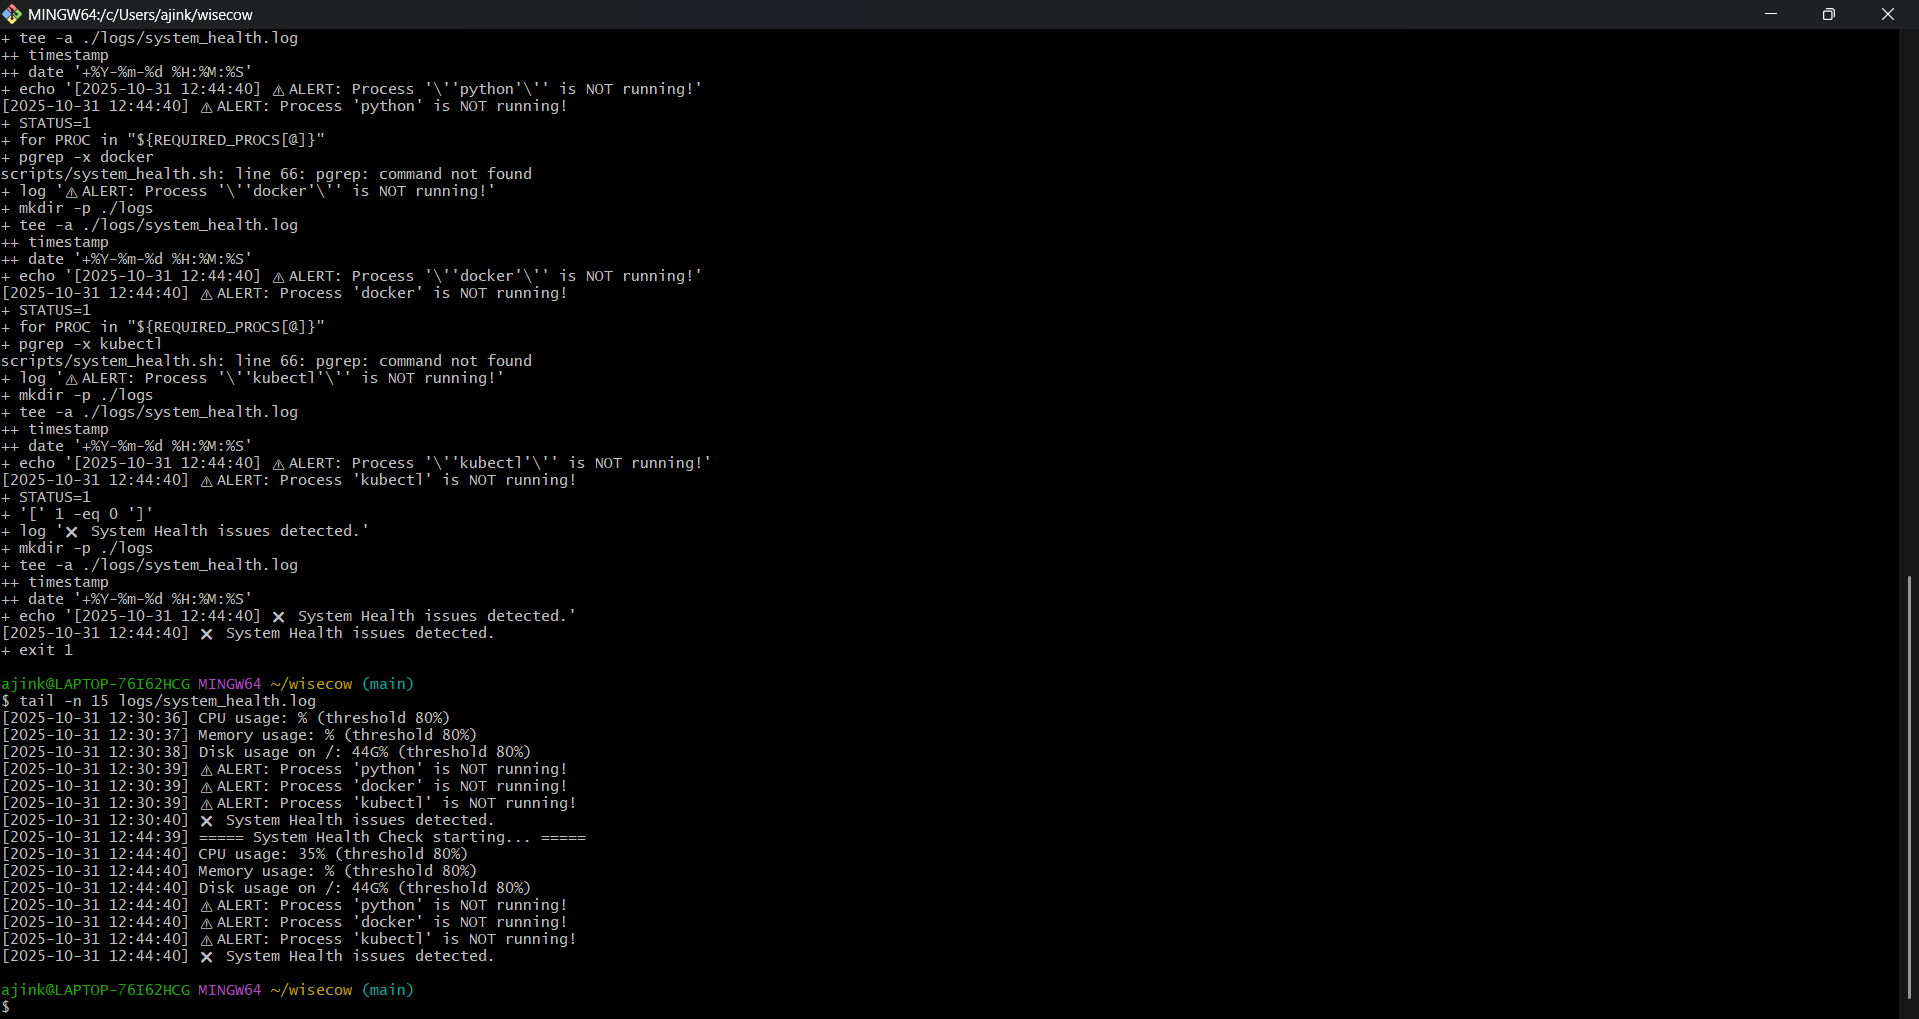 MINGW64:/c/Users/ajink/wisecow
+ tee -a ./logs/system_health.log
++ timestamp
++ date '+%Y-%m-%d %H:%M:%S'
+ echo '[2025-10-31 12:44:40] ⚠ ALERT: Process '\''python'\'' is NOT running!'
[2025-10-31 12:44:40] ⚠ ALERT: Process 'python' is NOT running!
+ STATUS=1
+ for PROC in "${REQUIRED_PROCS[@]}"
+ pgrep -x docker
scripts/system_health.sh: line 66: pgrep: command not found
+ log '⚠ ALERT: Process '\''docker'\'' is NOT running!'
+ mkdir -p ./logs
+ tee -a ./logs/system_health.log
++ timestamp
++ date '+%Y-%m-%d %H:%M:%S'
+ echo '[2025-10-31 12:44:40] ⚠ ALERT: Process '\''docker'\'' is NOT running!'
[2025-10-31 12:44:40] ⚠ ALERT: Process 'docker' is NOT running!
+ STATUS=1
+ for PROC in "${REQUIRED_PROCS[@]}"
+ pgrep -x kubectl
scripts/system_health.sh: line 66: pgrep: command not found
+ log '⚠ ALERT: Process '\''kubectl'\'' is NOT running!'
+ mkdir -p ./logs
+ tee -a ./logs/system_health.log
++ timestamp
++ date '+%Y-%m-%d %H:%M:%S'
+ echo '[2025-10-31 12:44:40] ⚠ ALERT: Process '\''kubectl'\'' is NOT running!'
[2025-10-31 12:44:40] ⚠ ALERT: Process 'kubectl' is NOT running!
+ STATUS=1
+ '[' 1 -eq 0 ']'
+ log '❌ System Health issues detected.'
+ mkdir -p ./logs
+ tee -a ./logs/system_health.log
++ timestamp
++ date '+%Y-%m-%d %H:%M:%S'
+ echo '[2025-10-31 12:44:40] ❌ System Health issues detected.'
[2025-10-31 12:44:40] ❌ System Health issues detected.
+ exit 1
ajink@LAPTOP-76I62HCG MINGW64 ~/wisecow (main)
$ tail -n 15 logs/system_health.log
[2025-10-31 12:30:36] CPU usage: % (threshold 80%)
[2025-10-31 12:30:37] Memory usage: % (threshold 80%)
[2025-10-31 12:30:38] Disk usage on /: 44G% (threshold 80%)
[2025-10-31 12:30:39] ⚠ ALERT: Process 'python' is NOT running!
[2025-10-31 12:30:39] ⚠ ALERT: Process 'docker' is NOT running!
[2025-10-31 12:30:39] ⚠ ALERT: Process 'kubectl' is NOT running!
[2025-10-31 12:30:40] ❌ System Health issues detected.
[2025-10-31 12:44:39] ===== System Health Check starting... =====
[2025-10-31 12:44:40] CPU usage: 35% (threshold 80%)
[2025-10-31 12:44:40] Memory usage: % (threshold 80%)
[2025-10-31 12:44:40] Disk usage on /: 44G% (threshold 80%)
[2025-10-31 12:44:40] ⚠ ALERT: Process 'python' is NOT running!
[2025-10-31 12:44:40] ⚠ ALERT: Process 'docker' is NOT running!
[2025-10-31 12:44:40] ⚠ ALERT: Process 'kubectl' is NOT running!
[2025-10-31 12:44:40] ❌ System Health issues detected.
ajink@LAPTOP-76I62HCG MINGW64 ~/wisecow (main)
$